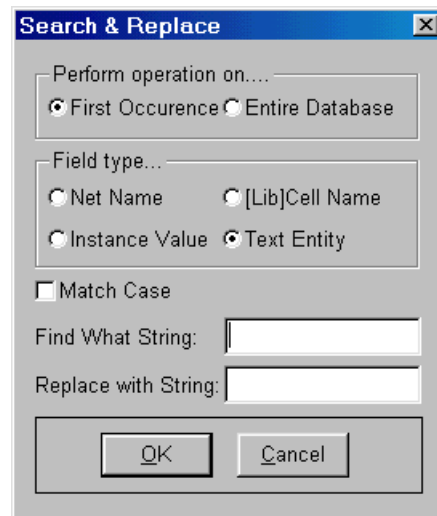 Search & Replace
Perform operation on....
First Occurence Entire Database
Field type...
Net Name [Lib]Cell Name
Instance Value Text Entity
Match Case
Find What String:
Replace with String:
OK Cancel